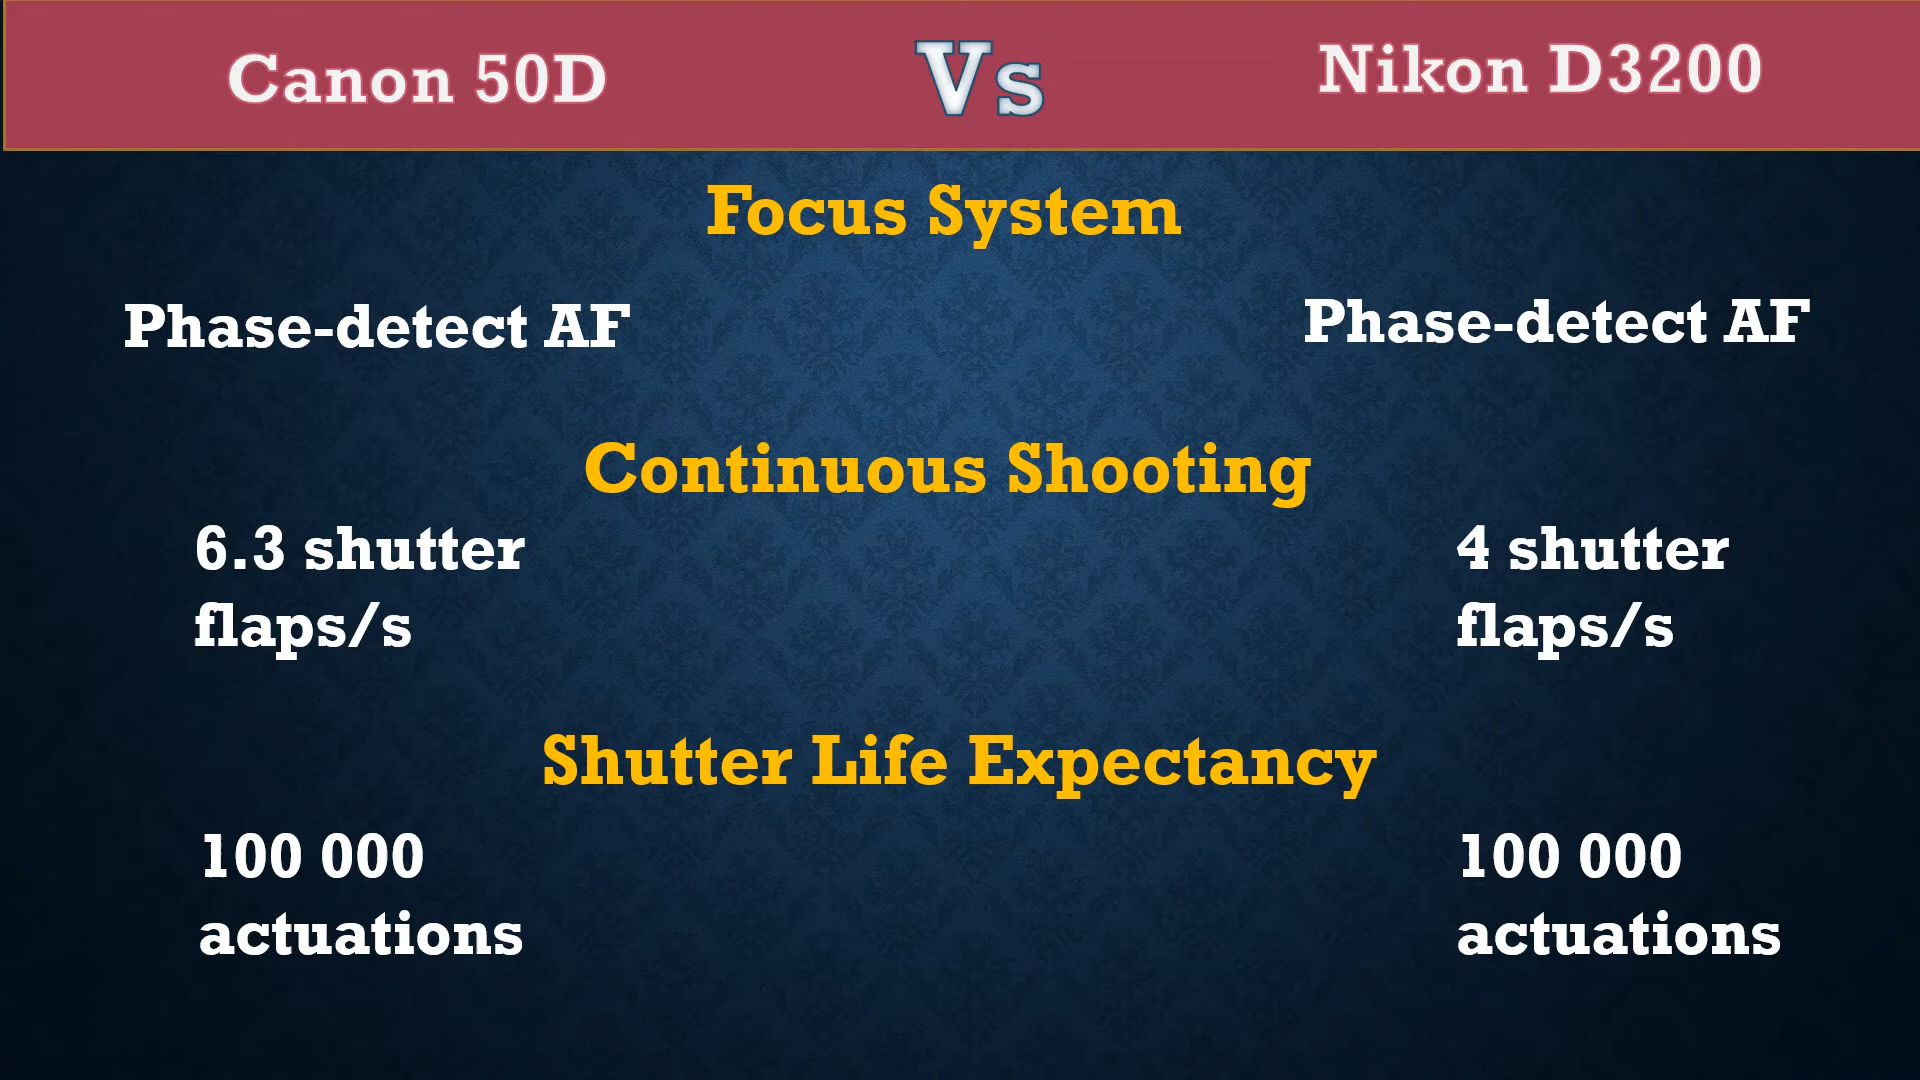 Canon 50D Vs Nikon D3200
Focus System
Phase-detect AF Phase-detect AF
Continuous Shooting
6.3 shutter 4 shutter
flaps/s flaps/s
Shutter Life Expectancy
100 000 100 000
actuations actuations